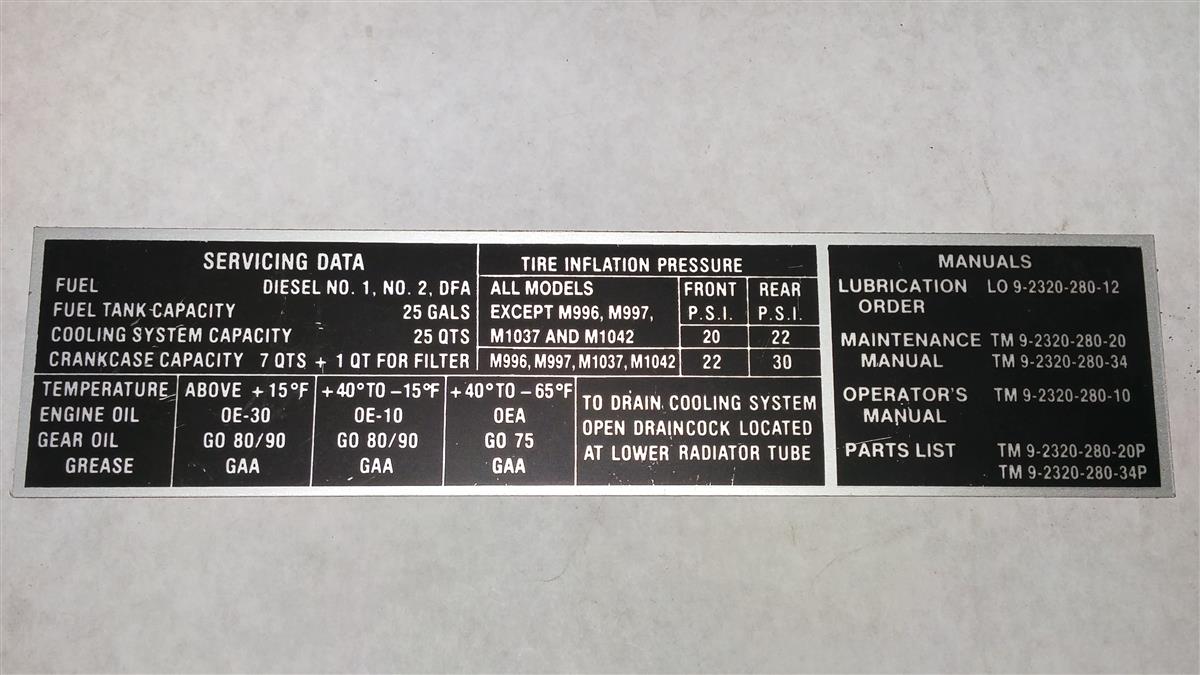 SERVICING DATA
FUEL DIESEL NO. 1, NO. 2, DFA
FUEL TANK CAPACITY 25 GALS
COOLING SYSTEM CAPACITY 25 QTS
CRANKCASE CAPACITY 7 QTS + 1 QT FOR FILTER
TIRE INFLATION PRESSURE
ALL MODELS FRONT REAR
EXCEPT M996, M997, P.S.I. P.S.I.
M1037 AND M1042 20 22
M996, M997, M1037, M1042 22 30
TEMPERATURE ABOVE +15°F +40°TO -15°F +40°TO -65°F
ENGINE OIL OE-30 OE-10 OEA
GEAR OIL GO 80/90 GO 80/90 GO 75
GREASE GAA GAA GAA
TO DRAIN COOLING SYSTEM
OPEN DRAINCOCK LOCATED
AT LOWER RADIATOR TUBE
MANUALS
LUBRICATION LO 9-2320-280-12
ORDER
MAINTENANCE TM 9-2320-280-20
MANUAL TM 9-2320-280-34
OPERATOR'S TM 9-2320-280-10
MANUAL
PARTS LIST TM 9-2320-280-20P
TM 9-2320-280-34P